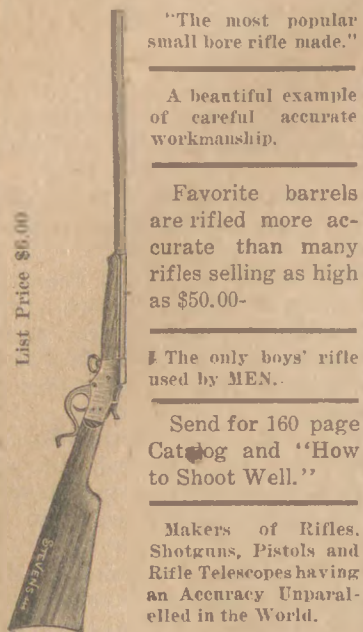 "The most popular
small bore rifle made."
A beautiful example
of careful accurate
workmanship.
Favorite barrels
are rifled more ac-
curate than many
rifles selling as high
as $50.00-
The only boys' rifle
used by MEN.
Send for 160 page
Catalog and "How
to Shoot Well."
Makers of Rifles,
Shotguns, Pistols and
Rifle Telescopes having
an Accuracy Unparal-
elled in the World.
List Price $6.00
STEVENS